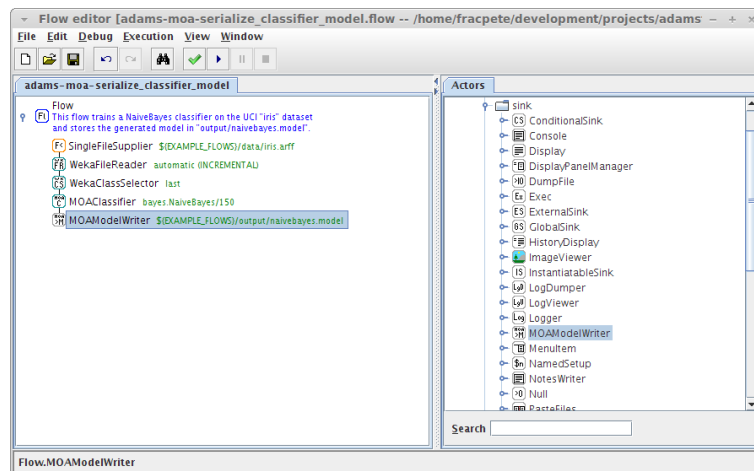 Flow editor [adams-moa-serialize_classifier_model.flow -- /home/fracpete/development/projects/adams
File Edit Debug Execution View Window
adams-moa-serialize_classifier_model
Flow
This flow trains a NaiveBayes classifier on the UCI "iris" dataset
and stores the generated model in "output/naivebayes.model".
SingleFileSupplier $(EXAMPLE_FLOWS)/data/iris.arff
WekaFileReader automatic (INCREMENTAL)
WekaClassSelector last
MOAClassifier bayes.NaiveBayes/150
MOAModelWriter $(EXAMPLE_FLOWS)/output/naivebayes.model
Actors
sink
ConditionalSink
Console
Display
DisplayPanelManager
DumpFile
Exec
ExternalSink
GlobalSink
HistoryDisplay
ImageViewer
InstantiatableSink
LogDumper
LogViewer
Logger
MOAModelWriter
MenuItem
NamedSetup
NotesWriter
Null
PasteFiles
Search
Flow.MOAModelWriter